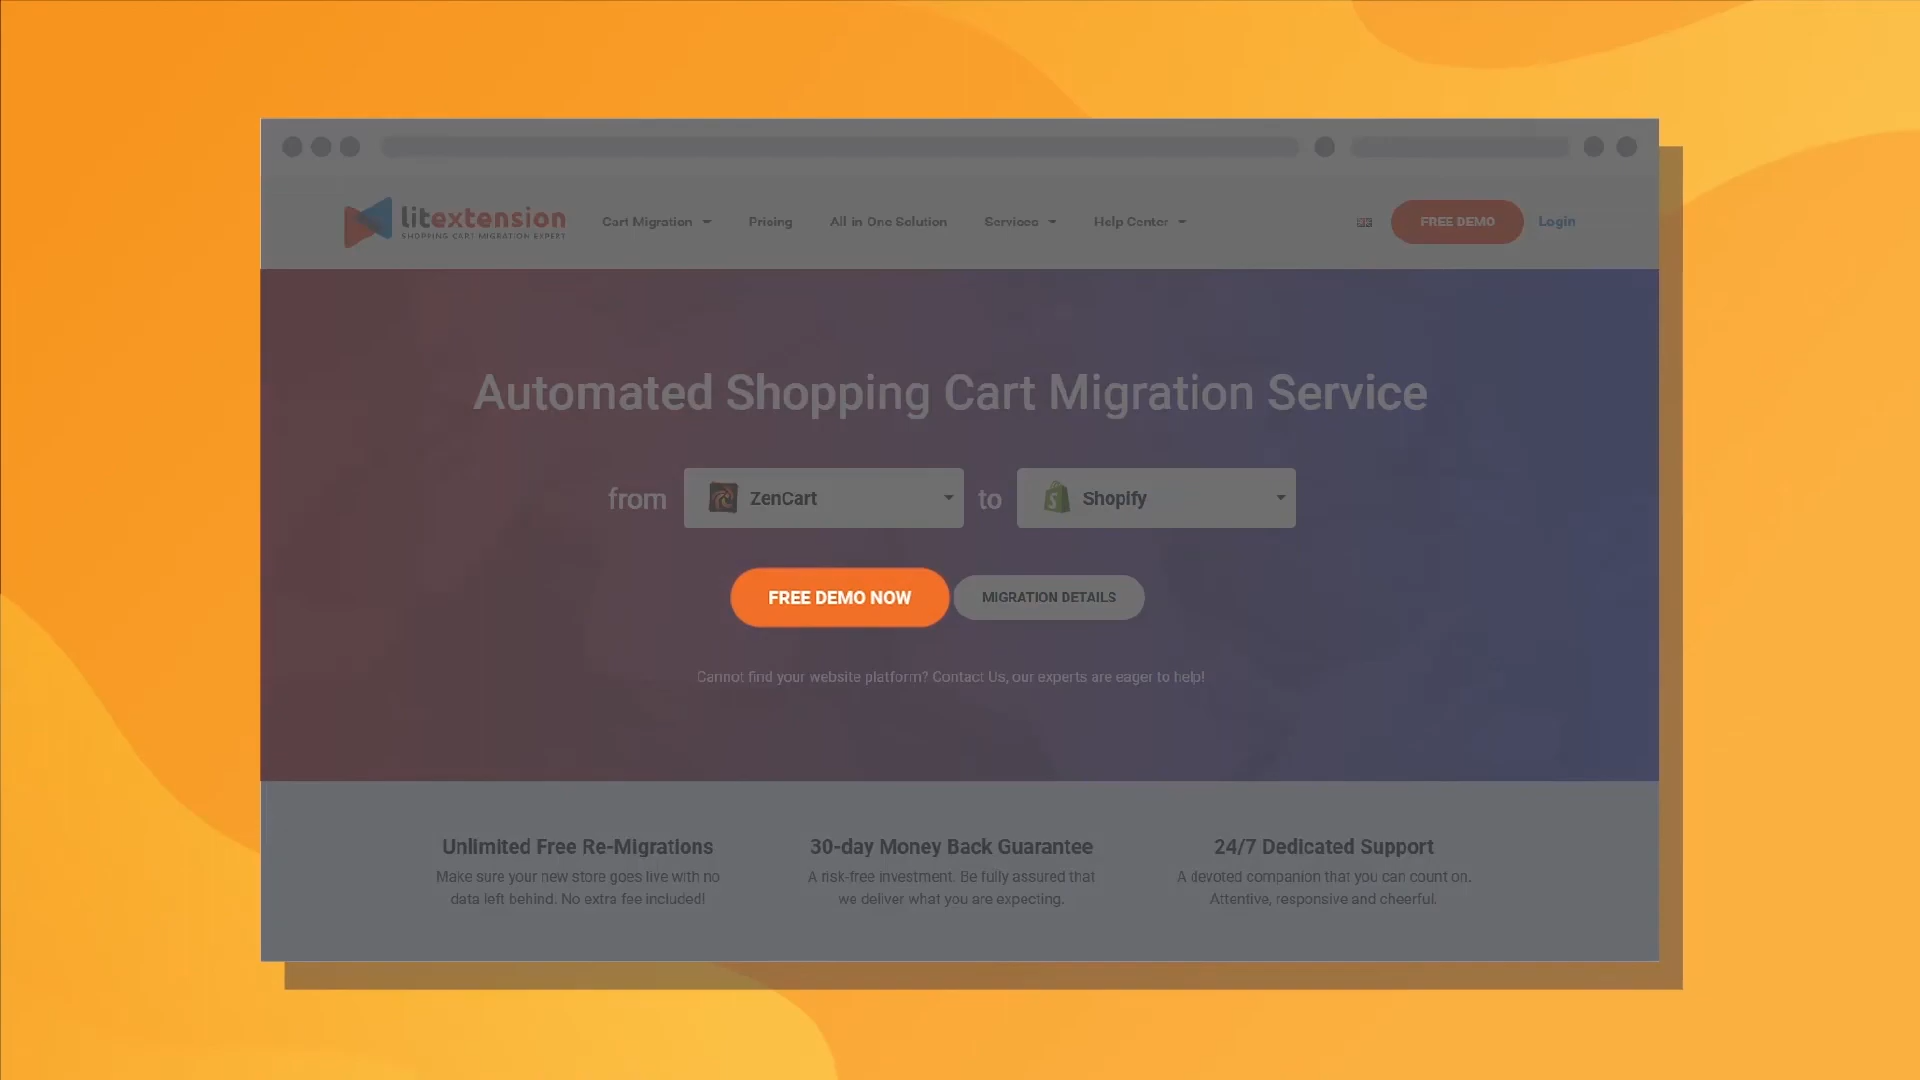 litextension
SHOPPING CART MIGRATION EXPERT
Cart Migration Pricing All-in-One Solution Services Help Center FREE DEMO Login
Automated Shopping Cart Migration Service
from ZenCart to Shopify
FREE DEMO NOW MIGRATION DETAILS
Cannot find your website platform? Contact Us, our experts are eager to help!
Unlimited Free Re-Migrations
Make sure your new store goes live with no
data left behind. No extra fee included!
30-day Money Back Guarantee
A risk-free investment. Be fully assured that
we deliver what you are expecting.
24/7 Dedicated Support
A devoted companion that you can count on.
Attentive, responsive and cheerful.